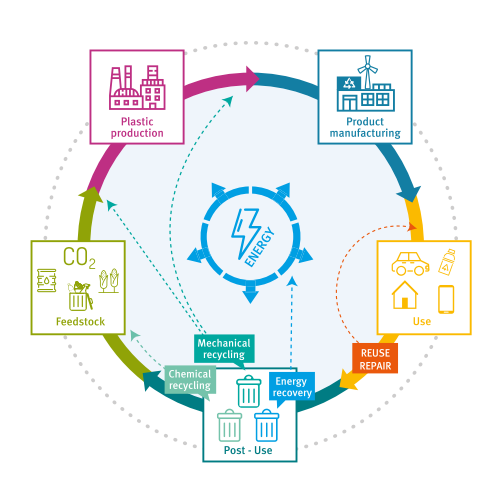 Plastic
production
Product
manufacturing
CO2
Feedstock
ENERGY
Use
REUSE
REPAIR
Mechanical
recycling
Chemical
recycling
Energy
recovery
Post - Use